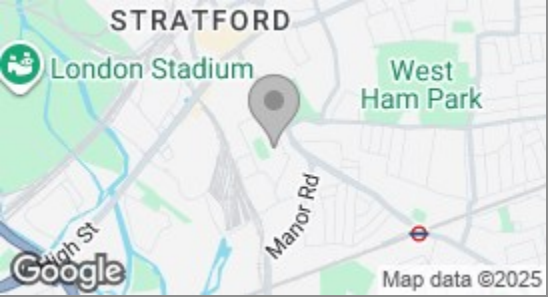 STRATFORD
London Stadium
West
Ham Park
Manor Rd
High St
Google
Map data ©2025